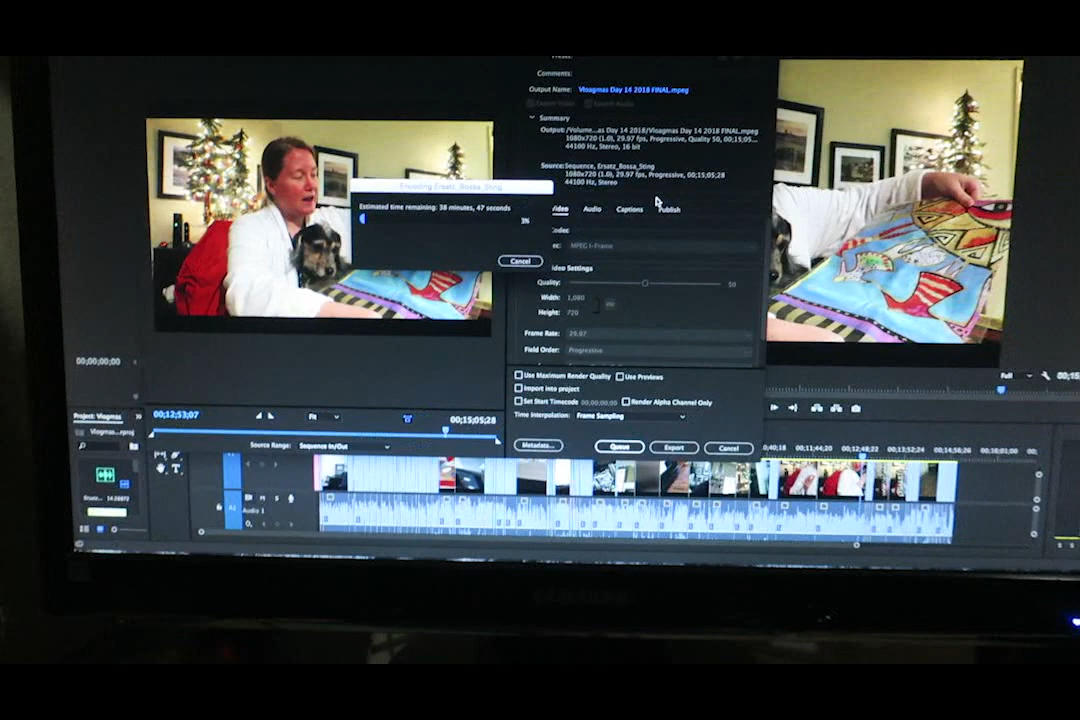 Comments:
Output Name: Vloagmas Day 14 2018 FINAL.mpeg
Export Video Export Audio
Summary
Output: /Volume...as Day 14 2018/Vloagmas Day 14 2018 FINAL.mpeg
1080x720 (1.0), 29.97 fps, Progressive, Quality 50, 00;15;05...
44100 Hz, Stereo, 16 bit
Source: Sequence, Ersatz_Bossa_Sting
1080x720 (1.0), 29.97 fps, Progressive, 00;15;05;28
44100 Hz, Stereo
Encoding Ersatz_Bossa_Sting
Estimated time remaining: 38 minutes, 47 seconds
3%
Cancel
Video Audio Captions Publish
Codec
MPEG I-Frame
Video Settings
Quality: 50
Width: 1,080
Height: 720
Frame Rate: 29.97
Field Order: Progressive
Use Maximum Render Quality Use Previews
Import into project
Set Start Timecode 00;00;00;00 Render Alpha Channel Only
Time Interpolation: Frame Sampling
Metadata... Queue Export Cancel
00;00;00;00
Project: Vlogmas
Vlogmas....prproj
00;12;53;07 Fit 00;15;05;28
Source Range: Sequence In/Out
Full 00;15
;40;18 00;11;44;20 00;12;48;22 00;13;52;24 00;14;56;26 00;16;01;00 00;
Ersatz... 14:26872
A1 M S
Audio 1
S S